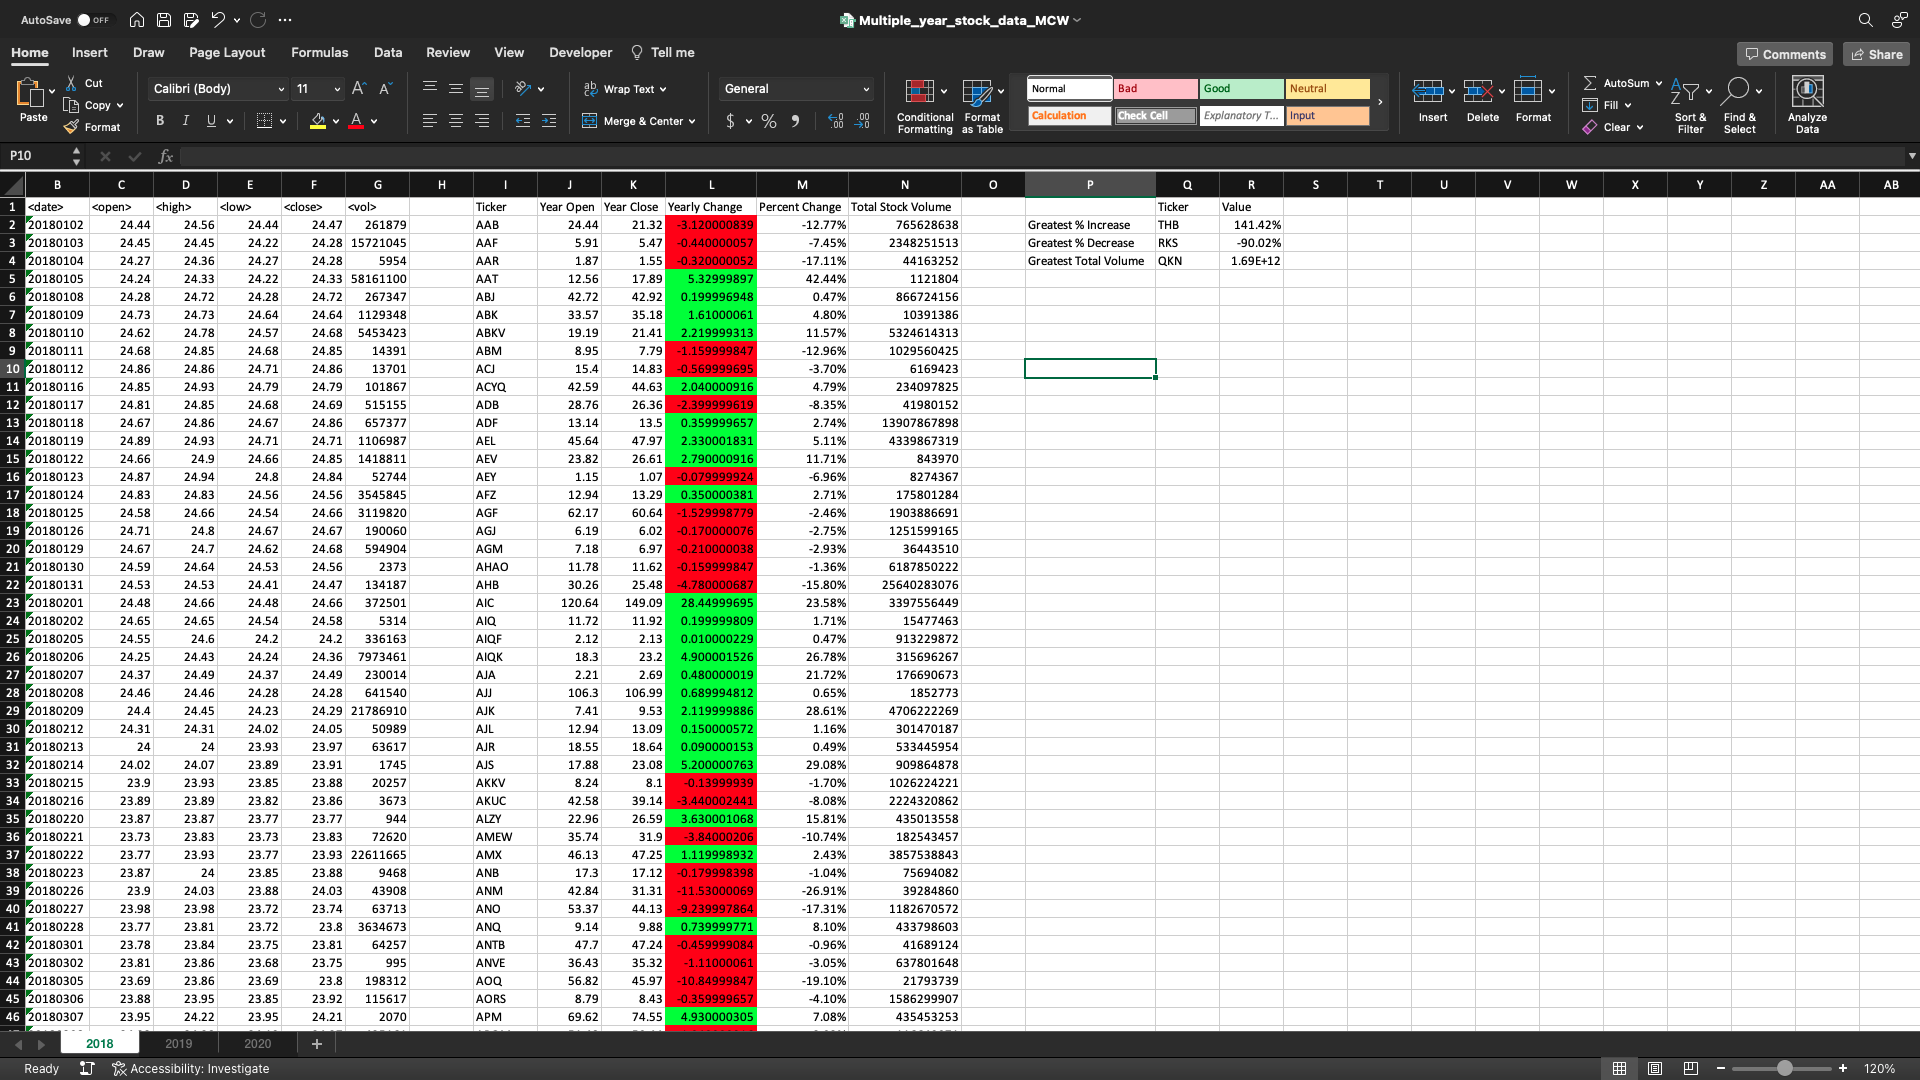 AutoSave OFF
Multiple_year_stock_data_MCW
Home Insert Draw Page Layout Formulas Data Review View Developer Tell me
Comments Share
Paste Cut Copy Format
Calibri (Body) 11
B I U
Wrap Text
Merge & Center
General
$ % 9
Conditional Formatting
Format as Table
Normal Bad Good Neutral
Calculation Check Cell Explanatory T... Input
Insert Delete Format
AutoSum Fill Clear
Sort & Filter
Find & Select
Analyze Data
P10 fx
B C D E F G H I J K L M N O P Q R S T U V W X Y Z AA AB
1 <date> <open> <high> <low> <close> <vol> Ticker Year Open Year Close Yearly Change Percent Change Total Stock Volume Ticker Value
2 20180102 24.44 24.56 24.44 24.47 261879 AAB 24.44 21.32 -3.120000839 -12.77% 765628638 Greatest % Increase THB 141.42%
3 20180103 24.45 24.45 24.22 24.28 15721045 AAF 5.91 5.47 -0.440000057 -7.45% 2348251513 Greatest % Decrease RKS -90.02%
4 20180104 24.27 24.36 24.27 24.28 5954 AAR 1.87 1.55 -0.320000052 -17.11% 44163252 Greatest Total Volume QKN 1.69E+12
5 20180105 24.24 24.33 24.22 24.33 58161100 AAT 12.56 17.89 5.32999897 42.44% 1121804
6 20180108 24.28 24.72 24.28 24.72 267347 ABJ 42.72 42.92 0.199996948 0.47% 866724156
7 20180109 24.73 24.73 24.64 24.64 1129348 ABK 33.57 35.18 1.61000061 4.80% 10391386
8 20180110 24.62 24.78 24.57 24.68 5453423 ABKV 19.19 21.41 2.219999313 11.57% 5324614313
9 20180111 24.68 24.85 24.68 24.85 14391 ABM 8.95 7.79 -1.159999847 -12.96% 1029560425
10 20180112 24.86 24.86 24.71 24.86 13701 ACJ 15.4 14.83 -0.569999695 -3.70% 6169423
11 20180116 24.85 24.93 24.79 24.79 101867 ACYQ 42.59 44.63 2.040000916 4.79% 234097825
12 20180117 24.81 24.85 24.68 24.69 515155 ADB 28.76 26.36 -2.399999619 -8.35% 41980152
13 20180118 24.67 24.86 24.67 24.86 657377 ADF 13.14 13.5 0.359999657 2.74% 13907867898
14 20180119 24.89 24.93 24.71 24.71 1106987 AEL 45.64 47.97 2.330001831 5.11% 4339867319
15 20180122 24.66 24.9 24.66 24.85 1418811 AEV 23.82 26.61 2.790000916 11.71% 843970
16 20180123 24.87 24.94 24.8 24.84 52744 AEY 1.15 1.07 -0.079999924 -6.96% 8274367
17 20180124 24.83 24.83 24.56 24.56 3545845 AFZ 12.94 13.29 0.350000381 2.71% 175801284
18 20180125 24.58 24.66 24.54 24.66 3119820 AGF 62.17 60.64 -1.529998779 -2.46% 1903886691
19 20180126 24.71 24.8 24.67 24.67 190060 AGJ 6.19 6.02 -0.170000076 -2.75% 1251599165
20 20180129 24.67 24.7 24.62 24.68 594904 AGM 7.18 6.97 -0.210000038 -2.93% 36443510
21 20180130 24.59 24.64 24.53 24.56 2373 AHAO 11.78 11.62 -0.159999847 -1.36% 6187850222
22 20180131 24.53 24.53 24.41 24.47 134187 AHB 30.26 25.48 -4.780000687 -15.80% 25640283076
23 20180201 24.48 24.66 24.48 24.66 372501 AIC 120.64 149.09 28.44999695 23.58% 3397556449
24 20180202 24.65 24.65 24.54 24.58 5314 AIQ 11.72 11.92 0.199999809 1.71% 15477463
25 20180205 24.55 24.6 24.2 24.2 336163 AIQF 2.12 2.13 0.010000229 0.47% 913229872
26 20180206 24.25 24.43 24.24 24.36 7973461 AIQK 18.3 23.2 4.900001526 26.78% 315696267
27 20180207 24.37 24.49 24.37 24.49 230014 AJA 2.21 2.69 0.480000019 21.72% 176690673
28 20180208 24.46 24.46 24.28 24.28 641540 AJJ 106.3 106.99 0.689994812 0.65% 1852773
29 20180209 24.4 24.45 24.23 24.29 21786910 AJK 7.41 9.53 2.119999886 28.61% 4706222269
30 20180212 24.31 24.31 24.02 24.05 50989 AJL 12.94 13.09 0.150000572 1.16% 301470187
31 20180213 24 24 23.93 23.97 63617 AJR 18.55 18.64 0.090000153 0.49% 533445954
32 20180214 24.02 24.07 23.89 23.91 1745 AJS 17.88 23.08 5.200000763 29.08% 909864878
33 20180215 23.9 23.93 23.85 23.88 20257 AKKV 8.24 8.1 -0.13999939 -1.70% 1026224221
34 20180216 23.89 23.89 23.82 23.86 3673 AKUC 42.58 39.14 -3.440002441 -8.08% 2224320862
35 20180220 23.87 23.87 23.77 23.77 944 ALZY 22.96 26.59 3.630001068 15.81% 435013558
36 20180221 23.73 23.83 23.73 23.83 72620 AMEW 35.74 31.9 -3.84000206 -10.74% 182543457
37 20180222 23.77 23.93 23.77 23.93 22611665 AMX 46.13 47.25 1.119998932 2.43% 3857538843
38 20180223 23.87 24 23.85 23.88 9468 ANB 17.3 17.12 -0.179998398 -1.04% 75694082
39 20180226 23.9 24.03 23.88 24.03 43908 ANM 42.84 31.31 -11.53000069 -26.91% 39284860
40 20180227 23.98 23.98 23.72 23.74 63713 ANO 53.37 44.13 -9.239997864 -17.31% 1182670572
41 20180228 23.77 23.81 23.72 23.8 3634673 ANQ 9.14 9.88 0.739999771 8.10% 433798603
42 20180301 23.78 23.84 23.75 23.81 64257 ANTB 47.7 47.24 -0.459999084 -0.96% 41689124
43 20180302 23.81 23.86 23.68 23.75 995 ANVE 36.43 35.32 -1.11000061 -3.05% 637801648
44 20180305 23.69 23.86 23.69 23.8 198312 AOQ 56.82 45.97 -10.84999847 -19.10% 21793739
45 20180306 23.88 23.95 23.85 23.92 115617 AORS 8.79 8.43 -0.359999657 -4.10% 1586299907
46 20180307 23.95 24.22 23.95 24.21 2070 APM 69.62 74.55 4.930000305 7.08% 435453253
2018 2019 2020 +
Ready Accessibility: Investigate 120%